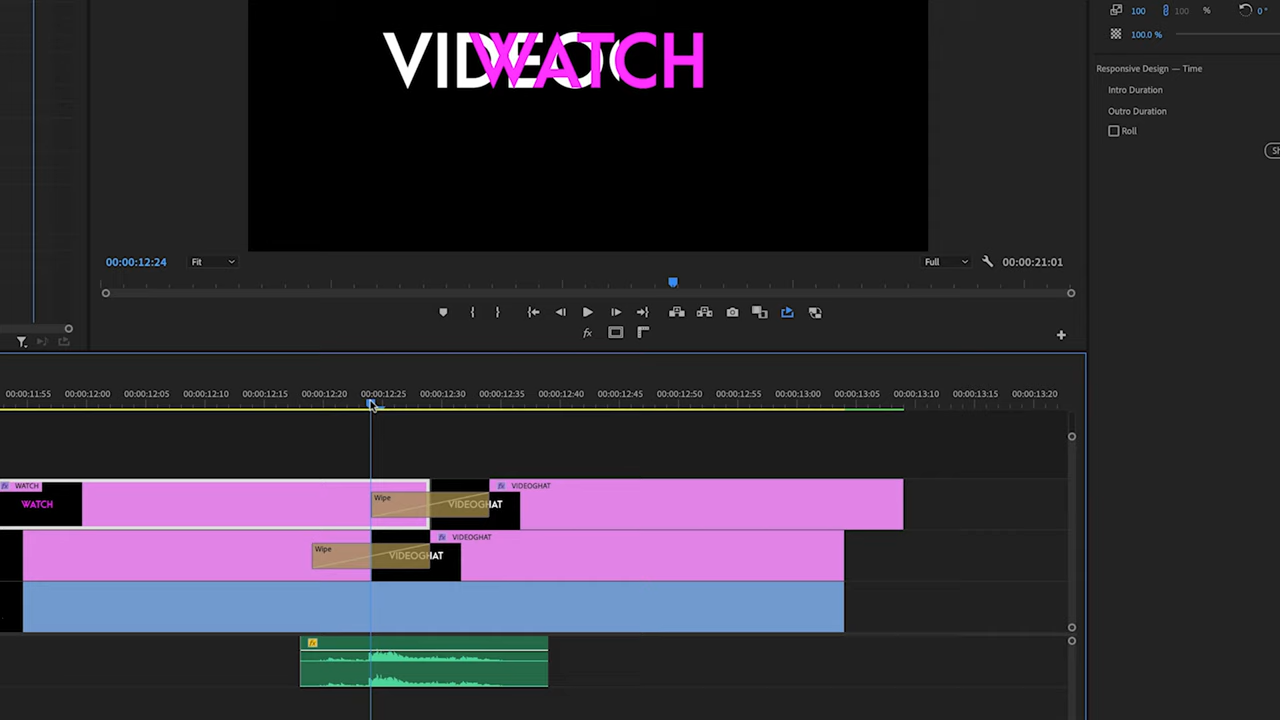 100 100 % 0°
VIDEO WATCH
100.0 %
Responsive Design — Time
Intro Duration
Outro Duration
Roll
00:00:12:24 Fit Full 00:00:21:01
fx
00:00:11:55 00:00:12:00 00:00:12:05 00:00:12:10 00:00:12:15 00:00:12:20 00:00:12:25 00:00:12:30 00:00:12:35 00:00:12:40 00:00:12:45 00:00:12:50 00:00:12:55 00:00:13:00 00:00:13:05 00:00:13:10 00:00:13:15 00:00:13:20
fx WATCH fx VIDEOGHAT
WATCH Wipe VIDEOGHAT
fx VIDEOGHAT
Wipe VIDEOGHAT
fx